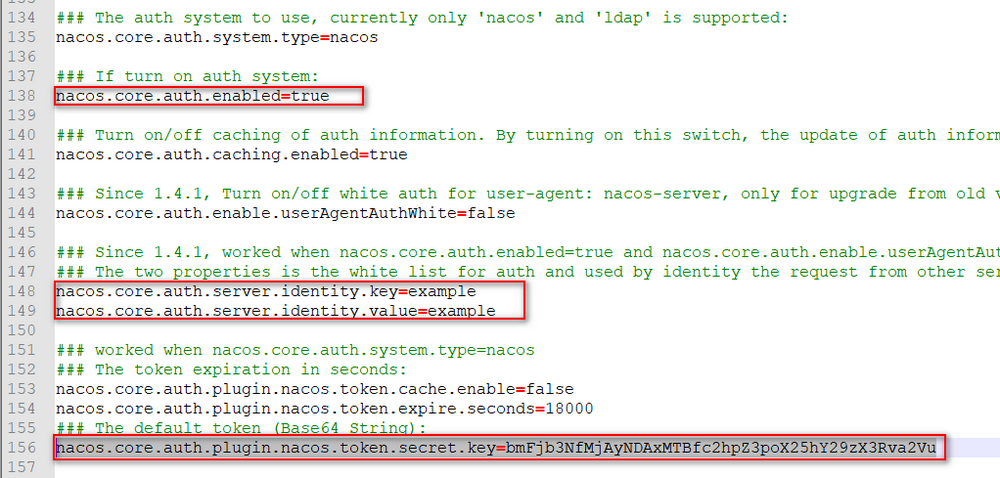 134 ### The auth system to use, currently only 'nacos' and 'ldap' is supported:
135 nacos.core.auth.system.type=nacos
136
137 ### If turn on auth system:
138 nacos.core.auth.enabled=true
139
140 ### Turn on/off caching of auth information. By turning on this switch, the update of auth infor
141 nacos.core.auth.caching.enabled=true
142
143 ### Since 1.4.1, Turn on/off white auth for user-agent: nacos-server, only for upgrade from old v
144 nacos.core.auth.enable.userAgentAuthWhite=false
145
146 ### Since 1.4.1, worked when nacos.core.auth.enabled=true and nacos.core.auth.enable.userAgentAut
147 ### The two properties is the white list for auth and used by identity the request from other ser
148 nacos.core.auth.server.identity.key=example
149 nacos.core.auth.server.identity.value=example
150
151 ### worked when nacos.core.auth.system.type=nacos
152 ### The token expiration in seconds:
153 nacos.core.auth.plugin.nacos.token.cache.enable=false
154 nacos.core.auth.plugin.nacos.token.expire.seconds=18000
155 ### The default token (Base64 String):
156 nacos.core.auth.plugin.nacos.token.secret.key=bmFjb3NfMjAyNDAxMTBfc2hpZ3poX25hY29zX3Rva2Vu
157